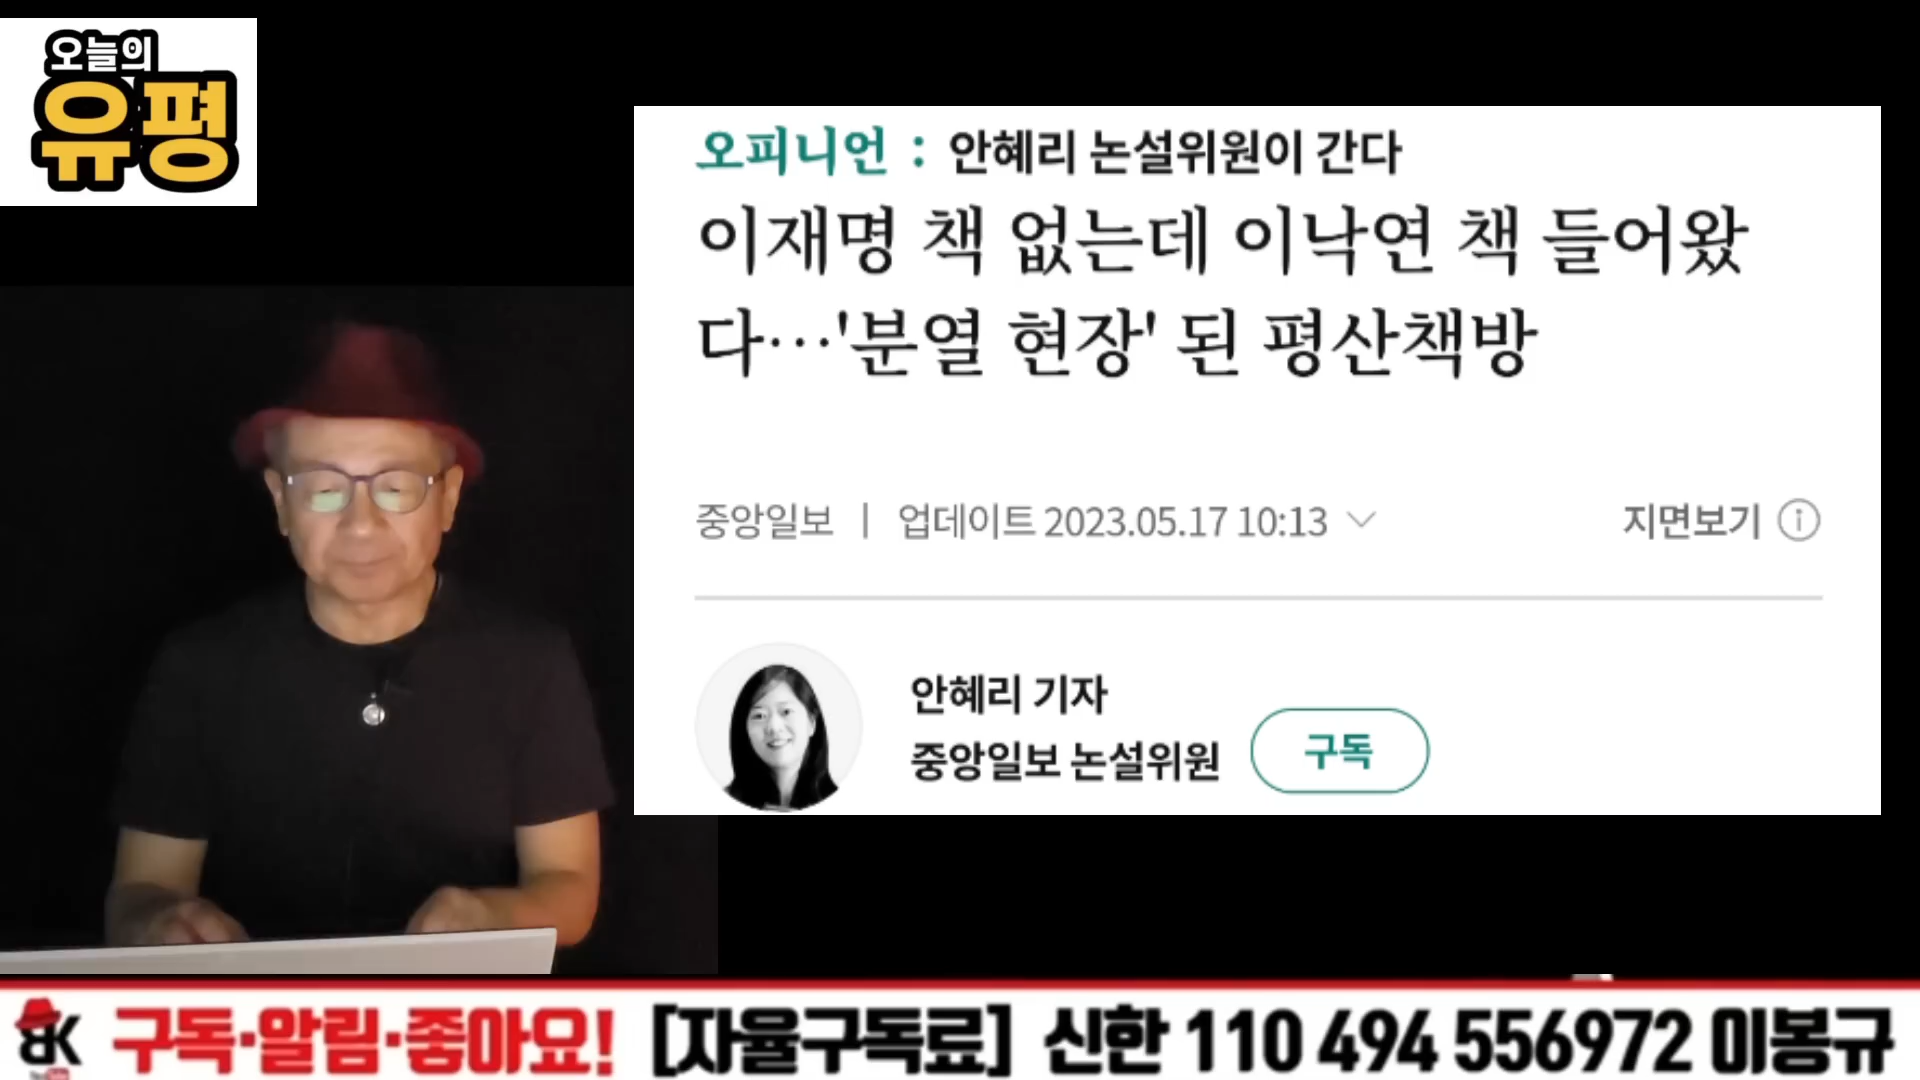 오늘의
유평
오피니언 : 안혜리 논설위원이 간다
이재명 책 없는데 이낙연 책 들어왔
다…'분열 현장' 된 평산책방
중앙일보 | 업데이트 2023.05.17 10:13
지면보기
안혜리 기자
중앙일보 논설위원
구독
BK
구독·알림·좋아요! [자율구독료] 신한 110 494 556972 이봉규